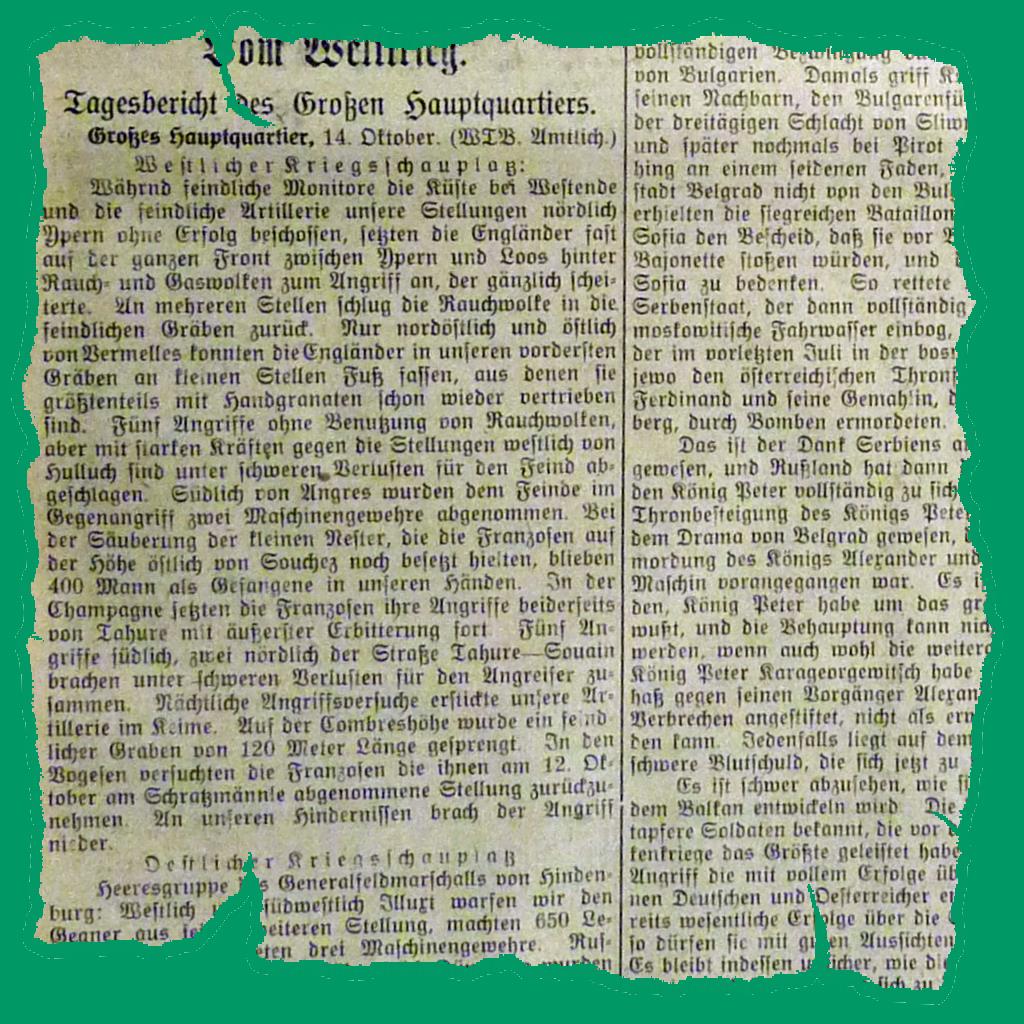 Vom Weltkrieg.
Tagesbericht des Großen Hauptquartiers.
Großes Hauptquartier, 14. Oktober. (WTB. Amtlich.)
Westlicher Kriegsschauplatz:
Währnd feindliche Monitore die Küste bei Westende
und die feindliche Artillerie unsere Stellungen nördlich
Ypern ohne Erfolg beschossen, setzten die Engländer fast
auf der ganzen Front zwischen Ypern und Loos hinter
Rauch- und Gaswolken zum Angriff an, der gänzlich schei-
terte. An mehreren Stellen schlug die Rauchwolke in die
feindlichen Gräben zurück. Nur nordöstlich und östlich
von Vermelles konnten die Engländer in unseren vordersten
Gräben an kleinen Stellen Fuß fassen, aus denen sie
größtenteils mit Handgranaten schon wieder vertrieben
sind. Fünf Angriffe ohne Benutzung von Rauchwolken,
aber mit starken Kräften gegen die Stellungen westlich von
Hulluch sind unter schweren Verlusten für den Feind ab-
geschlagen. Südlich von Angres wurden dem Feinde im
Gegenangriff zwei Maschinengewehre abgenommen. Bei
der Säuberung der kleinen Nester, die die Franzosen auf
der Höhe östlich von Souchez noch besetzt hielten, blieben
400 Mann als Gefangene in unseren Händen. In der
Champagne setzten die Franzosen ihre Angriffe beiderseits
von Tahure mit äußerster Erbitterung fort. Fünf An-
griffe südlich, zwei nördlich der Straße Tahure—Souain
brachen unter schweren Verlusten für den Angreifer zu-
sammen. Nächtliche Angriffsversuche erstickte unsere Ar-
tillerie im Keime. Auf der Combreshöhe wurde ein feind-
licher Graben von 120 Meter Länge gesprengt. In den
Vogesen versuchten die Franzosen die ihnen am 12. Ok-
tober am Schratzmännle abgenommene Stellung zurückzu-
nehmen. An unseren Hindernissen brach der Angriff
nieder.
Oestlicher Kriegsschauplatz
Heeresgruppe des Generalfeldmarschalls von Hinden-
burg: Westlich südwestlich Illuxt warfen wir den
Gegner aus weiteren Stellung, machten 650 Le-
drei Maschinengewehre. Rus-
wurden
vollständigen Bezwingung
von Bulgarien. Damals griff K
seinen Nachbarn, den Bulgarenfü
der dreitägigen Schlacht von Sliw
und später nochmals bei Pirot
hing an einem seidenen Faden,
stadt Belgrad nicht von den Bul
erhielten die siegreichen Bataillon
Sofia den Bescheid, daß sie vor B
Bajonette stoßen würden, und
Sofia zu bedenken. So rettete
Serbenstaat, der dann vollständig
moskowitische Fahrwasser einbog,
der im vorletzten Juli in der bos
jewo den österreichischen Thron
Ferdinand und seine Gemahlin, d
berg, durch Bomben ermordeten.
Das ist der Dank Serbiens a
gewesen, und Rußland hat dann
den König Peter vollständig zu sich
Thronbesteigung des Königs Pete
dem Drama von Belgrad gewesen,
mordung des Königs Alexander und
Maschin vorangegangen war. Es i
den, König Peter habe um das gr
wußt, und die Behauptung kann nic
werden, wenn auch wohl die weiter
König Peter Karageorgewitsch habe
haß gegen seinen Vorgänger Alexan
Verbrechen angestiftet, nicht als er
den kann. Jedenfalls liegt auf dem
schwere Blutschuld, die sich jetzt zu
Es ist schwer abzusehen, wie s
dem Balkan entwickeln wird. Die
tapfere Soldaten bekannt, die vor
kenkriege das Größte geleistet habe
Angriff die mit vollem Erfolge üb
nen Deutschen und Oesterreicher e
reits wesentliche Erfolge über die
so dürfen sie mit guten Aussichten
Es bleibt indessen unsicher, wie die
sich zu